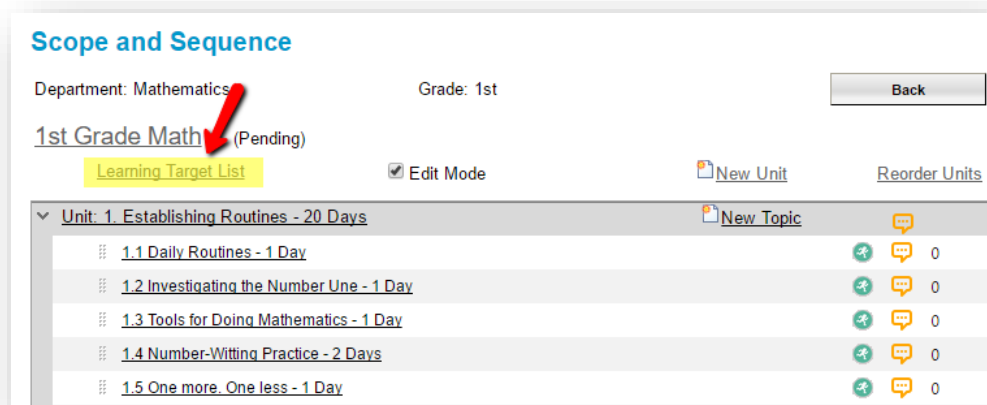 Scope and Sequence
Department: Mathematics Grade: 1st Back
1st Grade Math (Pending)
Learning Target List Edit Mode New Unit Reorder Units
Unit: 1. Establishing Routines - 20 Days New Topic
1.1 Daily Routines - 1 Day 0
1.2 Investigating the Number Une - 1 Day 0
1.3 Tools for Doing Mathematics - 1 Day 0
1.4 Number-Witting Practice - 2 Days 0
1.5 One more. One less - 1 Day 0